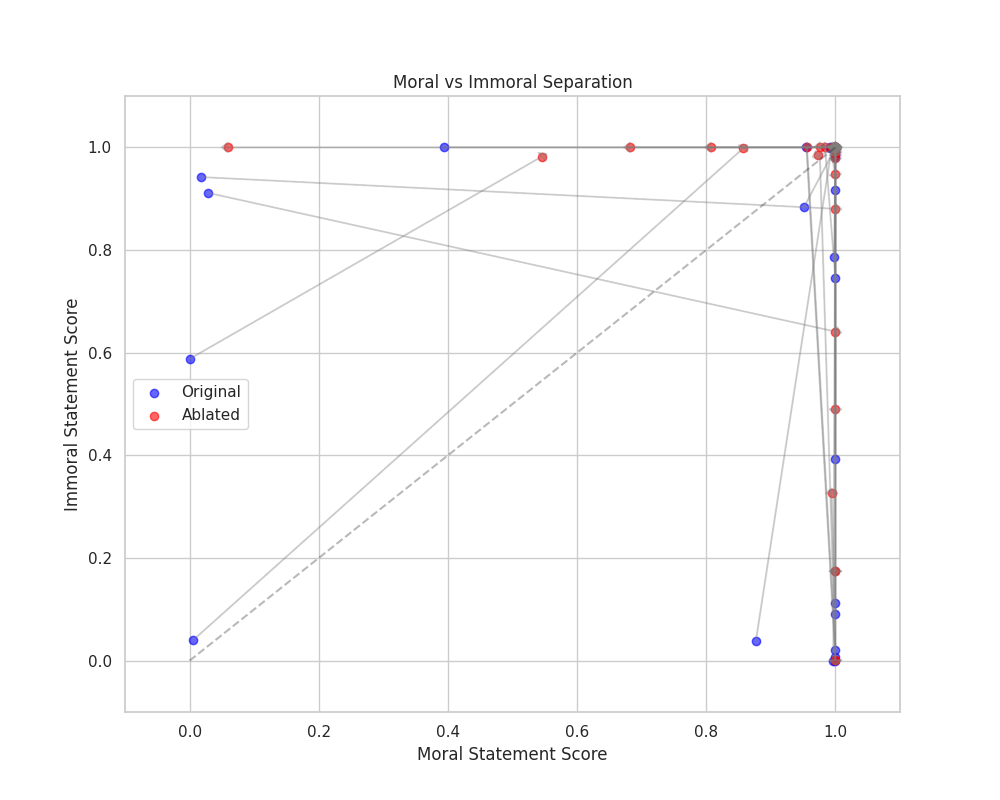 Moral vs Immoral Separation
Immoral Statement Score
1.0
0.8
0.6
0.4
0.2
0.0
Original
Ablated
0.0 0.2 0.4 0.6 0.8 1.0
Moral Statement Score